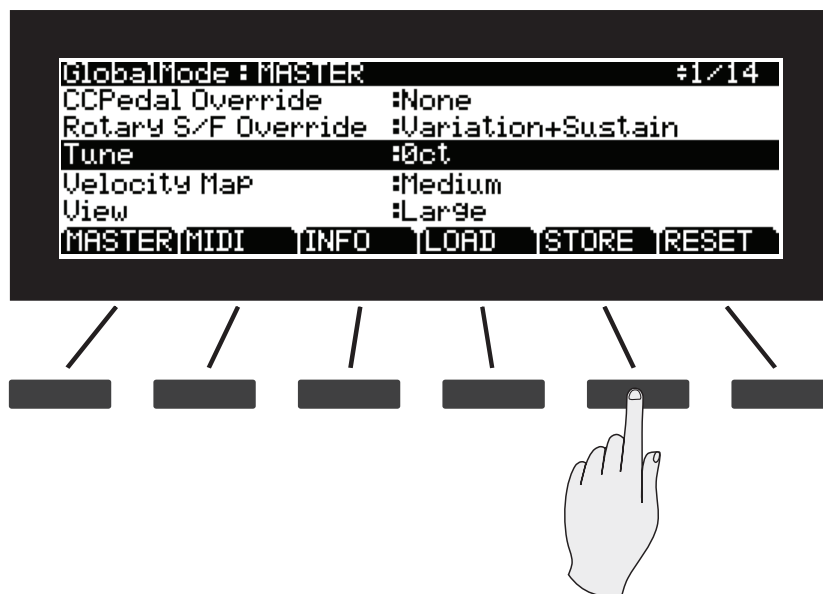 GlobalMode : MASTER ÷1/14
CCPedal Override :None
Rotary S/F Override :Variation+Sustain
Tune :0ct
Velocity Map :Medium
View :Large
MASTER MIDI INFO LOAD STORE RESET